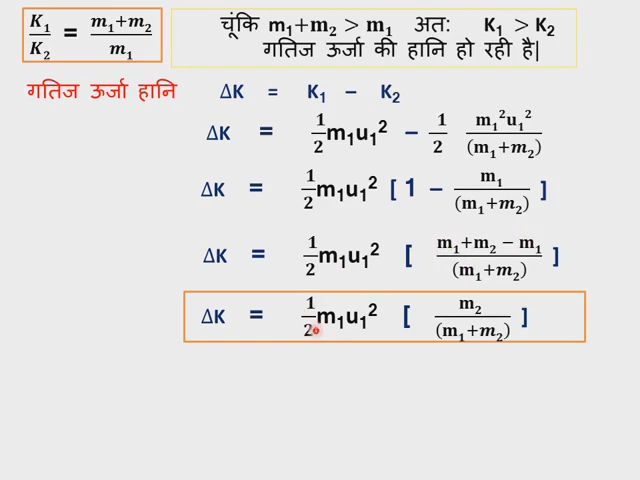 K₁/K₂ = m₁+m₂/m₁
चूंकि m₁+m₂ > m₁ अत: K₁ > K₂
गतिज ऊर्जा की हानि हो रही है|
गतिज ऊर्जा हानि ΔK = K₁ − K₂
ΔK = 1/2 m₁u₁² − 1/2 m₁²u₁²/(m₁+m₂)
ΔK = 1/2 m₁u₁² [ 1 − m₁/(m₁+m₂) ]
ΔK = 1/2 m₁u₁² [ m₁+m₂ − m₁/(m₁+m₂) ]
ΔK = 1/2 m₁u₁² [ m₂/(m₁+m₂) ]